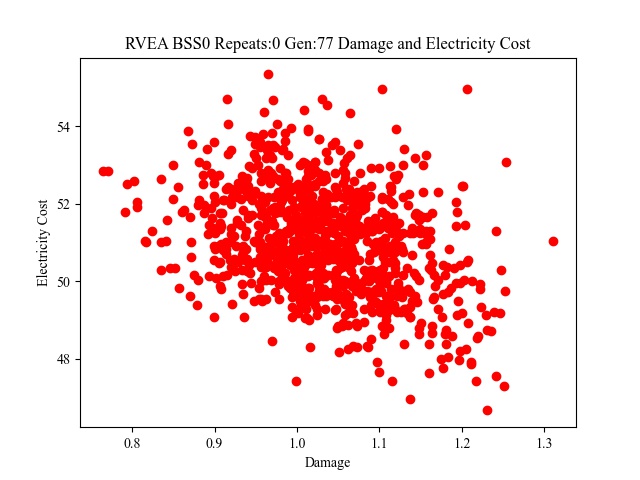 RVEA BSS0 Repeats:0 Gen:77 Damage and Electricity Cost
54
52
50
48
Electricity Cost
0.8 0.9 1.0 1.1 1.2 1.3
Damage